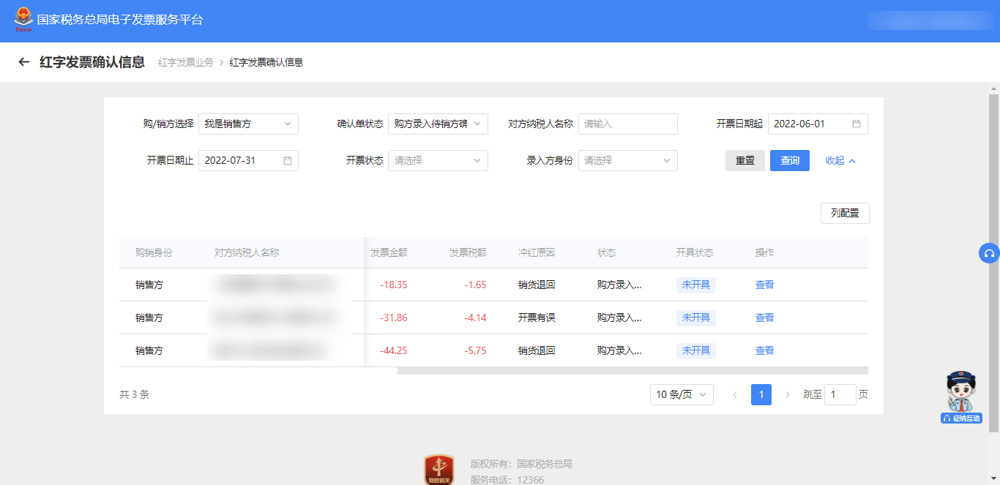 国家税务总局电子发票服务平台
红字发票确认信息 红字发票业务 > 红字发票确认信息
购/销方选择 我是销售方 确认单状态 购方录入待销方确 对方纳税人名称 请输入 开票日期起 2022-06-01
开票日期止 2022-07-31 开票状态 请选择 录入方身份 请选择 重置 查询 收起
列配置
购销身份 对方纳税人名称 发票金额 发票税额 冲红原因 状态 开具状态 操作
销售方 -18.35 -1.65 销货退回 购方录入... 未开具 查看
销售方 -31.86 -4.14 开票有误 购方录入... 未开具 查看
销售方 -44.25 -5.75 销货退回 购方录入... 未开具 查看
共 3 条 10 条/页 < 1 > 跳至 1 页
征纳互动
党政机关
版权所有：国家税务总局
服务电话：12366